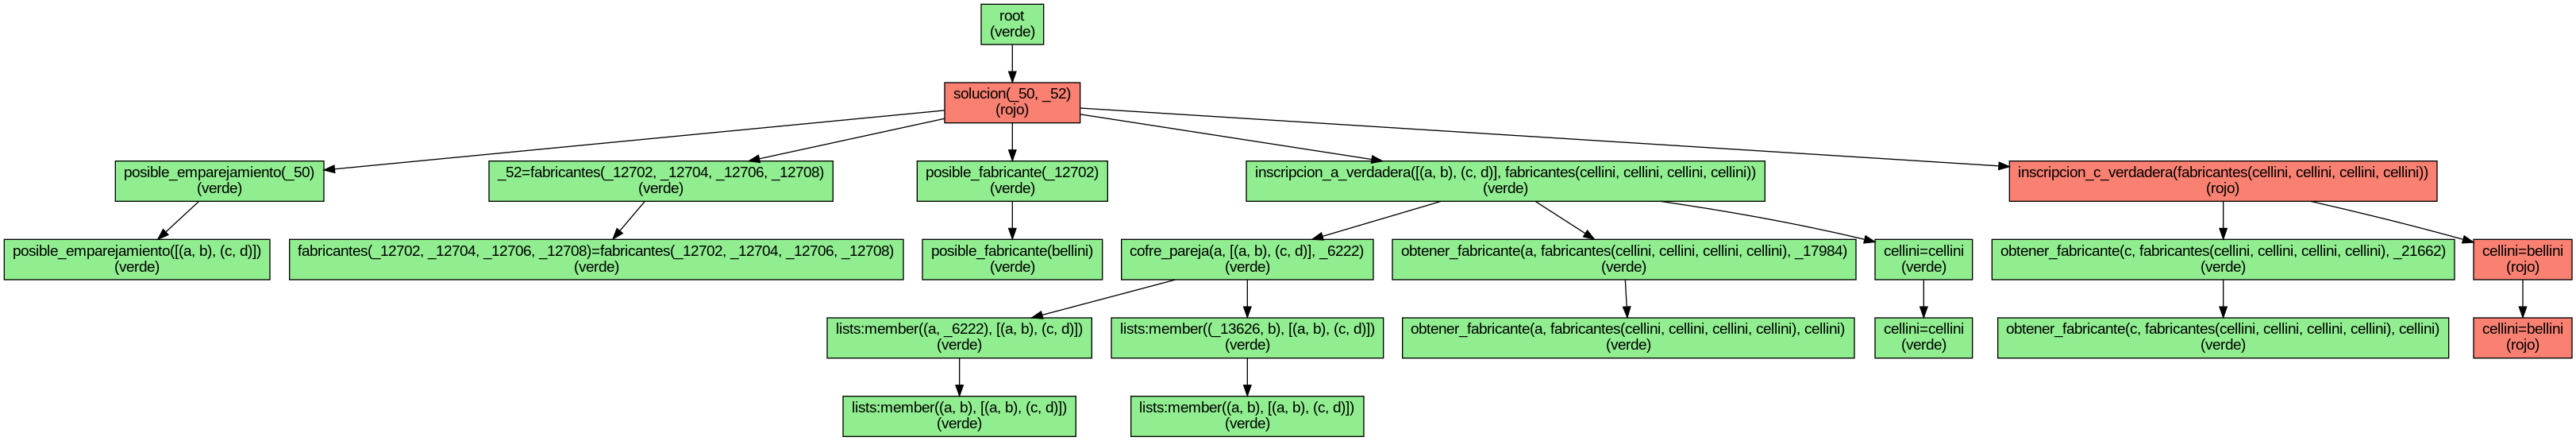 root
(verde)
solucion(_50, _52)
(rojo)
posible_emparejamiento(_50)
(verde)
_52=fabricantes(_12702, _12704, _12706, _12708)
(verde)
posible_fabricante(_12702)
(verde)
inscripcion_a_verdadera([(a, b), (c, d)], fabricantes(cellini, cellini, cellini, cellini))
(verde)
inscripcion_c_verdadera(fabricantes(cellini, cellini, cellini, cellini))
(rojo)
posible_emparejamiento([(a, b), (c, d)])
(verde)
fabricantes(_12702, _12704, _12706, _12708)=fabricantes(_12702, _12704, _12706, _12708)
(verde)
posible_fabricante(bellini)
(verde)
cofre_pareja(a, [(a, b), (c, d)], _6222)
(verde)
obtener_fabricante(a, fabricantes(cellini, cellini, cellini, cellini), _17984)
(verde)
cellini=cellini
(verde)
obtener_fabricante(c, fabricantes(cellini, cellini, cellini, cellini), _21662)
(verde)
cellini=bellini
(rojo)
lists:member((a, _6222), [(a, b), (c, d)])
(verde)
lists:member((_13626, b), [(a, b), (c, d)])
(verde)
obtener_fabricante(a, fabricantes(cellini, cellini, cellini, cellini), cellini)
(verde)
cellini=cellini
(verde)
obtener_fabricante(c, fabricantes(cellini, cellini, cellini, cellini), cellini)
(verde)
cellini=bellini
(rojo)
lists:member((a, b), [(a, b), (c, d)])
(verde)
lists:member((a, b), [(a, b), (c, d)])
(verde)